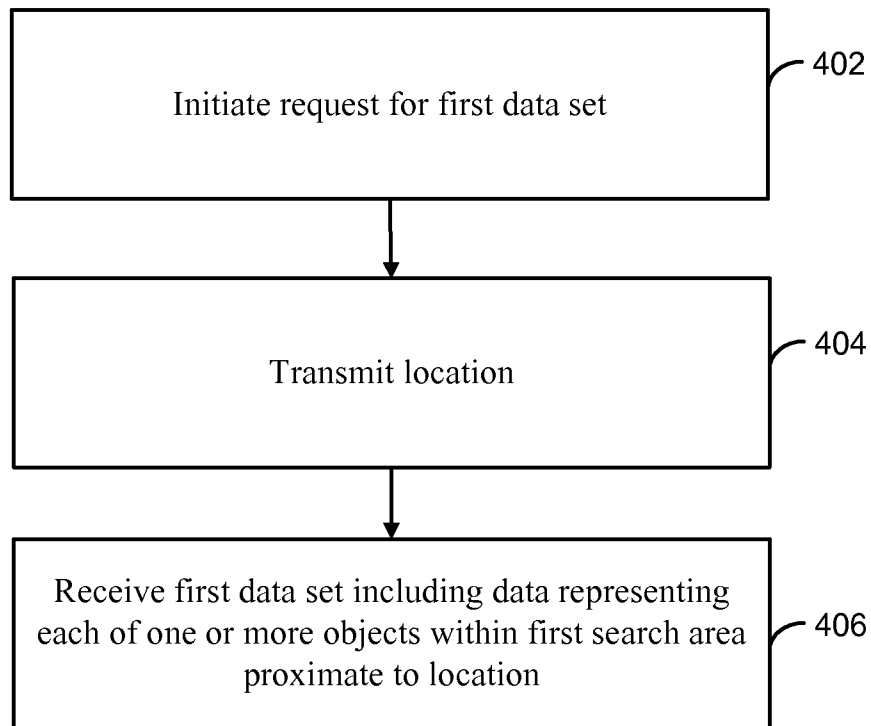 Initiate request for first data set
402
Transmit location
404
Receive first data set including data representing
each of one or more objects within first search area
proximate to location
406